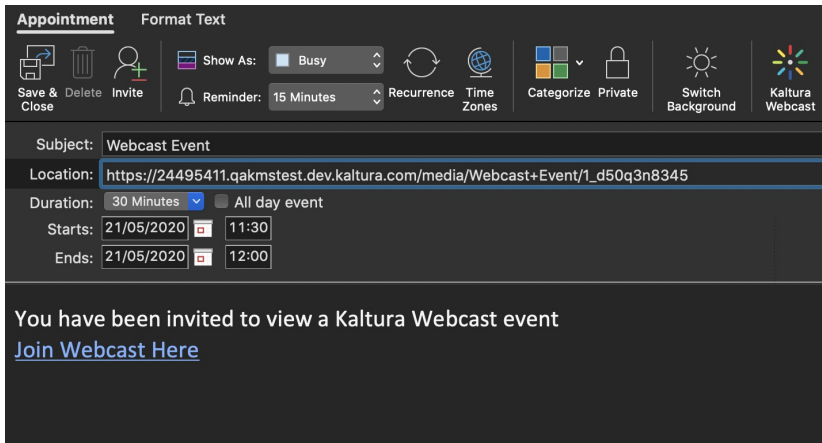 Appointment Format Text
Show As: Busy
Reminder: 15 Minutes
Save & Close
Delete
Invite
Recurrence
Time Zones
Categorize
Private
Switch Background
Kaltura Webcast
Subject: Webcast Event
Location: https://24495411.qakmstest.dev.kaltura.com/media/Webcast+Event/1_d50q3n8345
Duration: 30 Minutes All day event
Starts: 21/05/2020 11:30
Ends: 21/05/2020 12:00
You have been invited to view a Kaltura Webcast event
Join Webcast Here